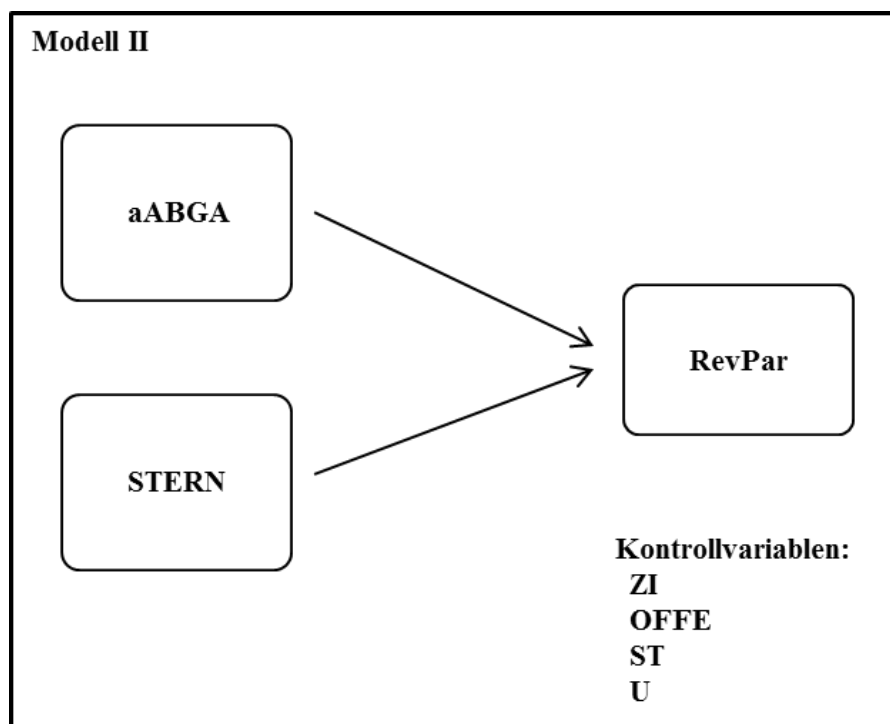 Modell II
aABGA
RevPar
STERN
Kontrollvariablen:
ZI
OFFE
ST
U